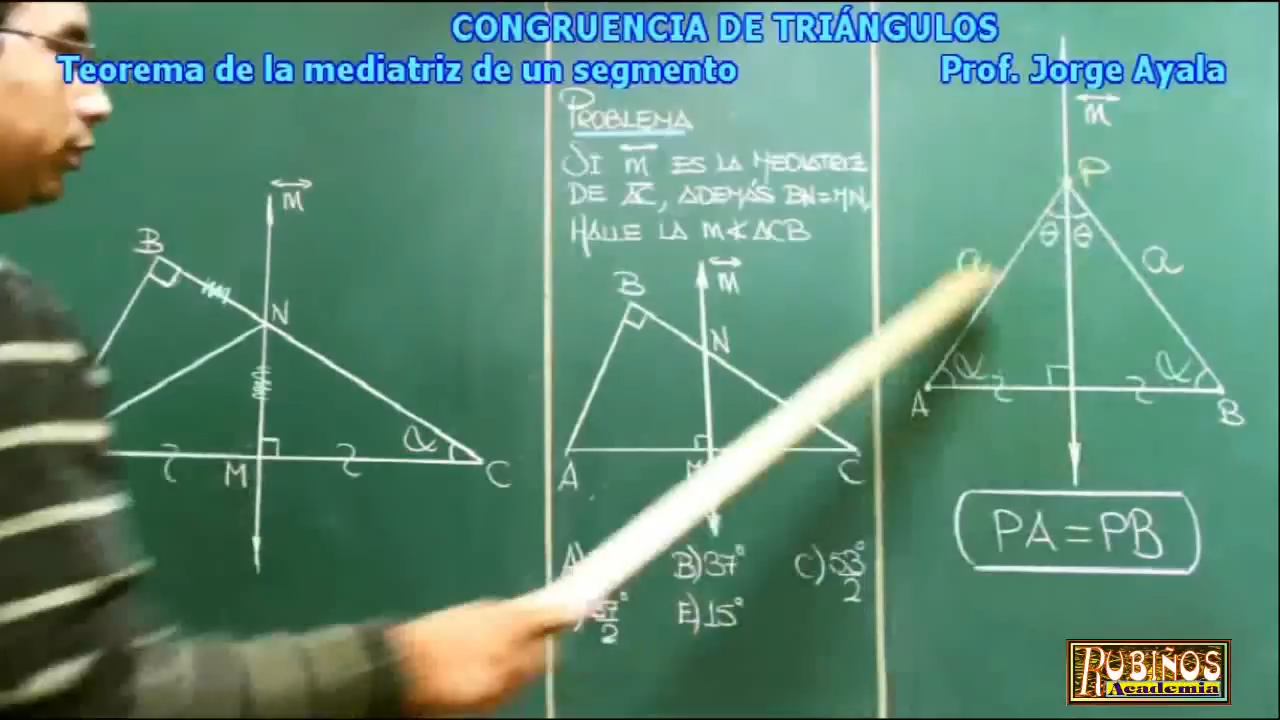 CONGRUENCIA DE TRIÁNGULOS
Teorema de la mediatriz de un segmento
Prof. Jorge Ayala
m
B
N
α
M
C
PROBLEMA
SI m ES LA MEDIATRIZ
DE AC, ADEMÁS BN=MN,
HALLE LA m∢ACB
m
B
N
A
C
A)
B) 37°
C) 53°/2
E) 15°
m
P
θ θ
a
a
α
α
A
B
PA=PB
RUBIÑOS
Academia